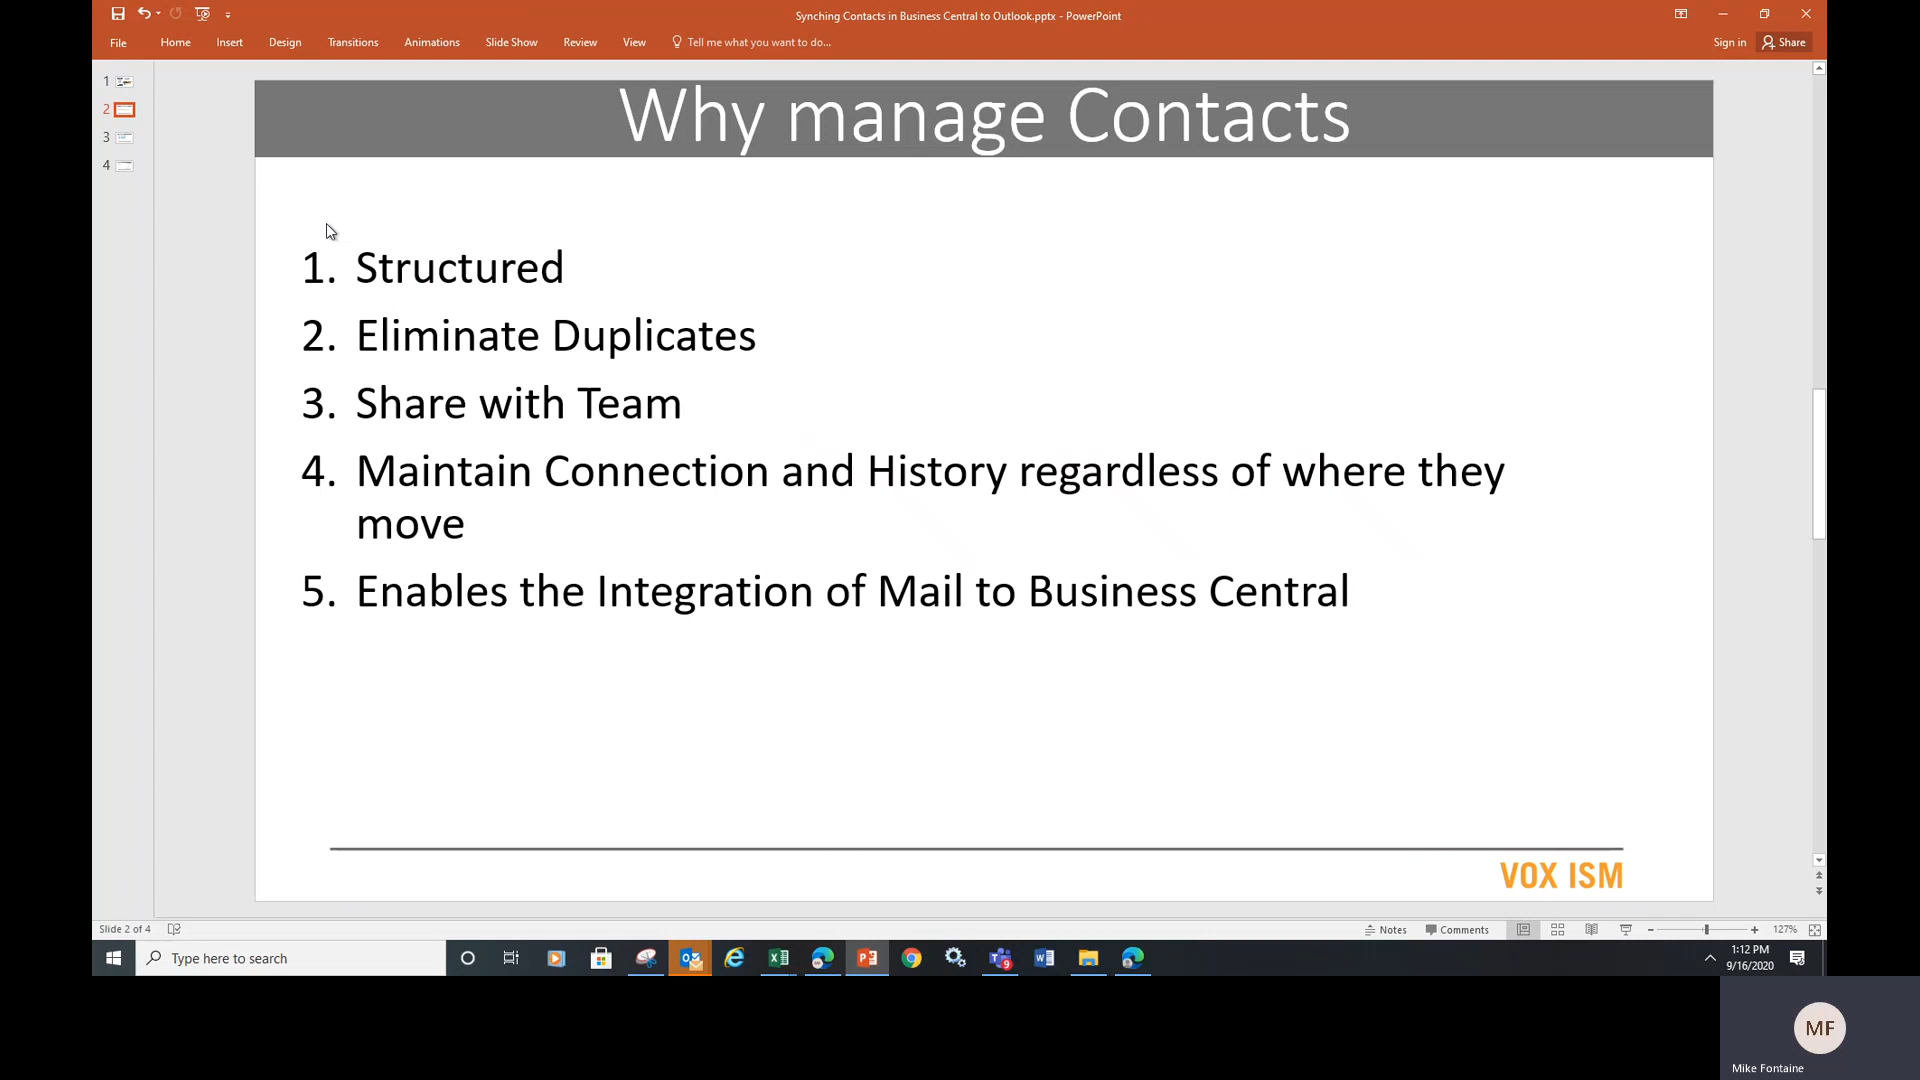 Synching Contacts in Business Central to Outlook.pptx - PowerPoint
File Home Insert Design Transitions Animations Slide Show Review View Tell me what you want to do... Sign in Share
1
2
3
4
Why manage Contacts
1. Structured
2. Eliminate Duplicates
3. Share with Team
4. Maintain Connection and History regardless of where they
move
5. Enables the Integration of Mail to Business Central
VOX ISM
Slide 2 of 4 Notes Comments 127%
Type here to search
1:12 PM
9/16/2020
MF
Mike Fontaine